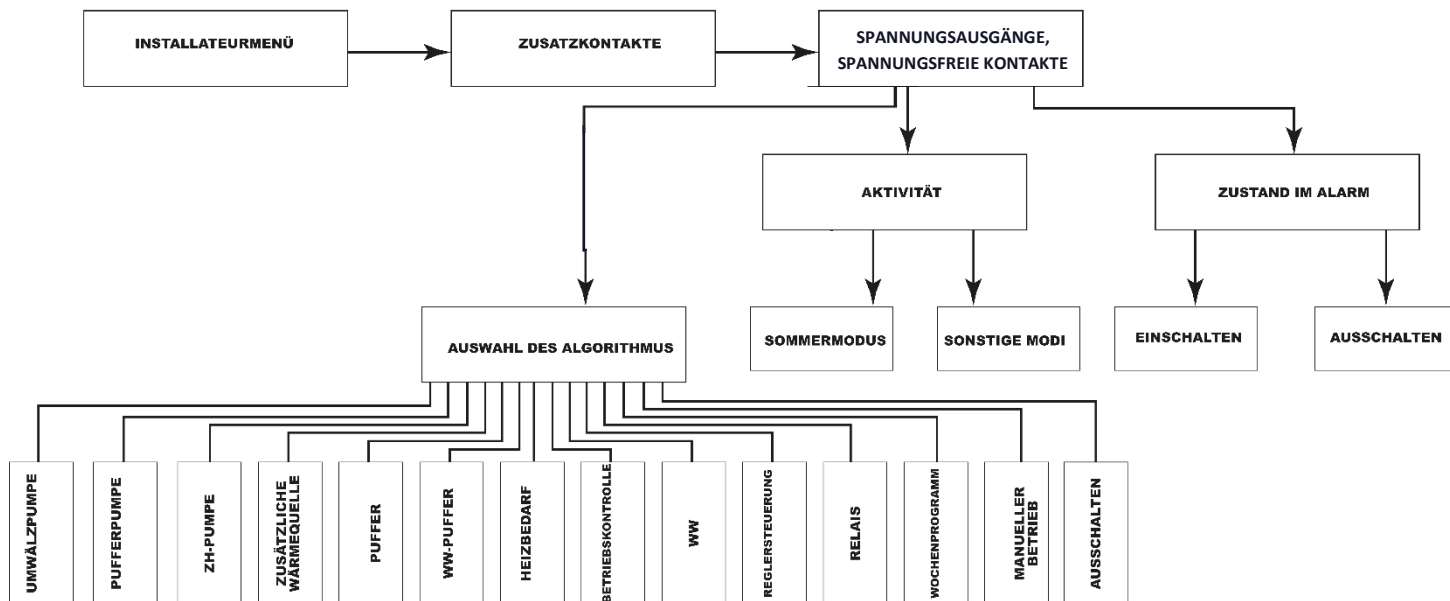 INSTALLATEURMENÜ
ZUSATZKONTAKTE
SPANNUNGSAUSGÄNGE,
SPANNUNGSFREIE KONTAKTE
AKTIVITÄT
ZUSTAND IM ALARM
AUSWAHL DES ALGORITHMUS
SOMMERMODUS
SONSTIGE MODI
EINSCHALTEN
AUSSCHALTEN
UMWÄLZPUMPE
PUFFERPUMPE
ZH-PUMPE
ZUSÄTZLICHE
WÄRMEQUELLE
PUFFER
WW-PUFFER
HEIZBEDARF
BETRIEBSKONTROLLE
WW
REGLERSTEUERUNG
RELAIS
WOCHENPROGRAMM
MANUELLER
BETRIEB
AUSSCHALTEN